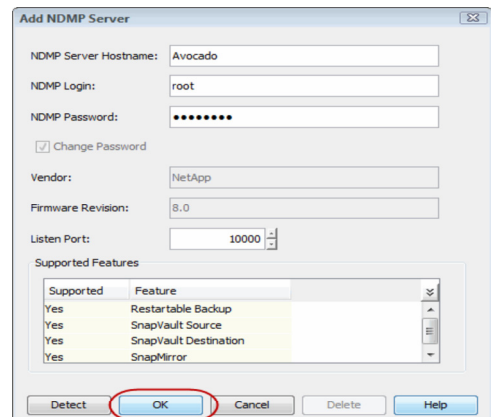 Add NDMP Server
NDMP Server Hostname: Avocado
NDMP Login: root
NDMP Password: ●●●●●●●●
Change Password
Vendor: NetApp
Firmware Revision: 8.0
Listen Port: 10000
Supported Features
Supported Feature
Yes Restartable Backup
Yes SnapVault Source
Yes SnapVault Destination
Yes SnapMirror
Detect OK Cancel Delete Help